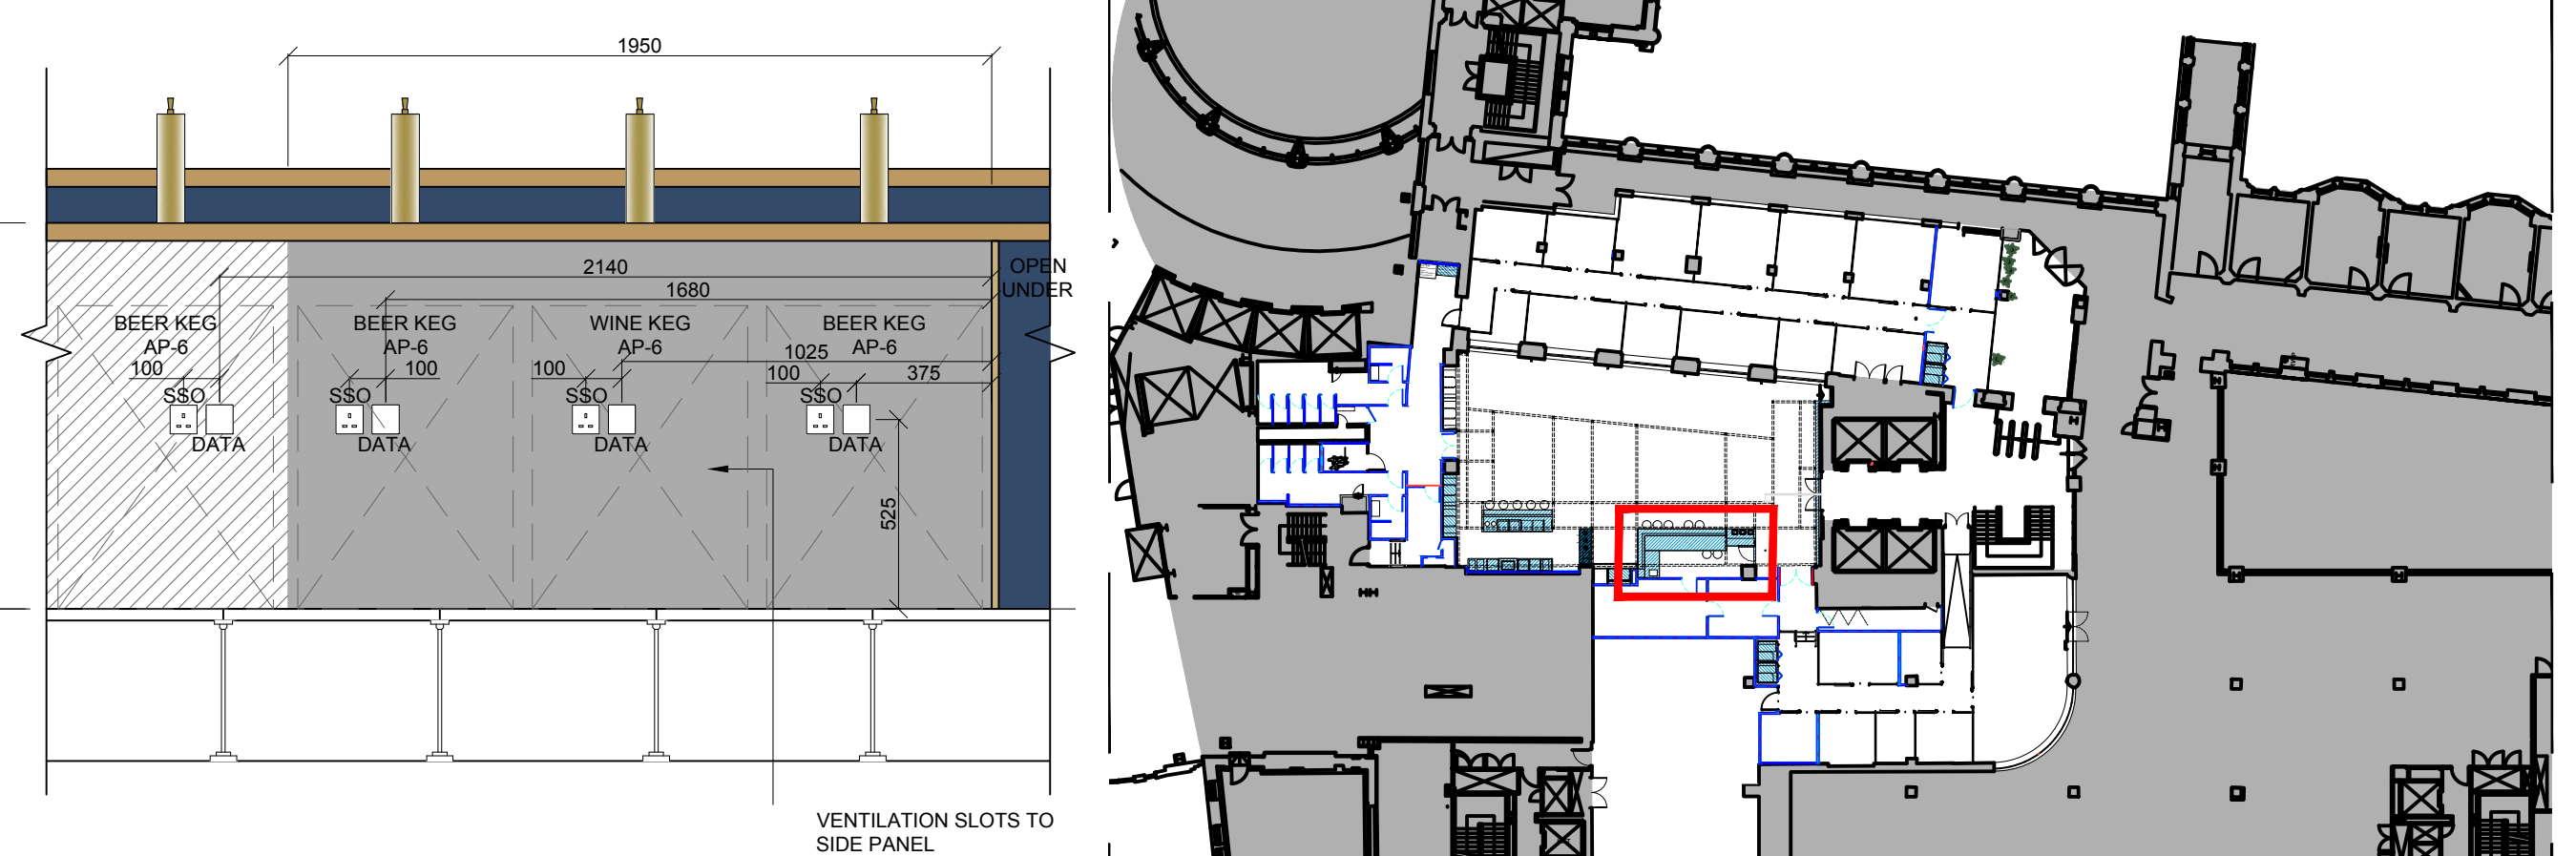 1950
2140
OPEN
UNDER
1680
BEER KEG
AP-6
BEER KEG
AP-6
WINE KEG
AP-6
BEER KEG
AP-6
1025
100
100
100
100
375
SSO
SSO
SSO
SSO
DATA
DATA
DATA
DATA
525
VENTILATION SLOTS TO
SIDE PANEL